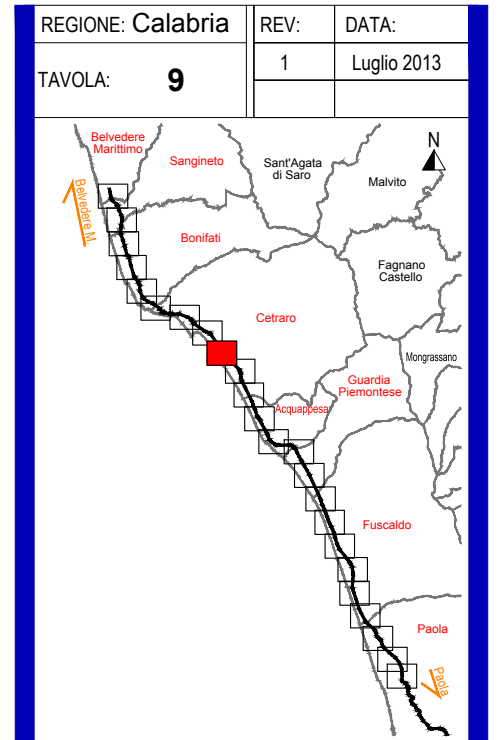 REGIONE: Calabria
REV:
DATA:
TAVOLA: 9
1
Luglio 2013
Belvedere
Marittimo
Sangineto
Sant'Agata
di Saro
N
Malvito
Belvedere M.
Bonifati
Fagnano
Castello
Cetraro
Mongrassano
Guardia
Piemontese
Acquappesa
Fuscaldo
Paola
Paola